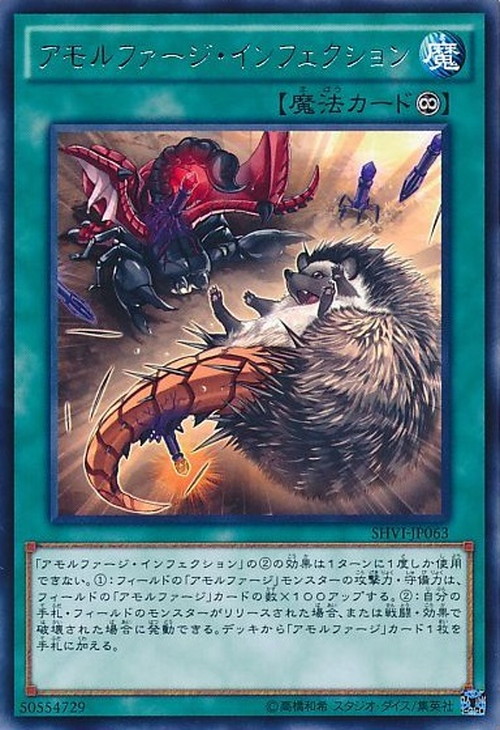 アモルファージ・インフェクション
魔
【魔法カード】
SHVI-JP063
「アモルファージ・インフェクション」の②の効果は1ターンに1度しか使用
できない。①:フィールドの「アモルファージ」モンスターの攻撃力・守備力は、
フィールドの「アモルファージ」カードの数×100アップする。②:自分の
手札・フィールドのモンスターがリリースされた場合、または戦闘・効果で
破壊された場合に発動できる。デッキから「アモルファージ」カード1枚を
手札に加える。
50554729
©高橋和希 スタジオ・ダイス/集英社